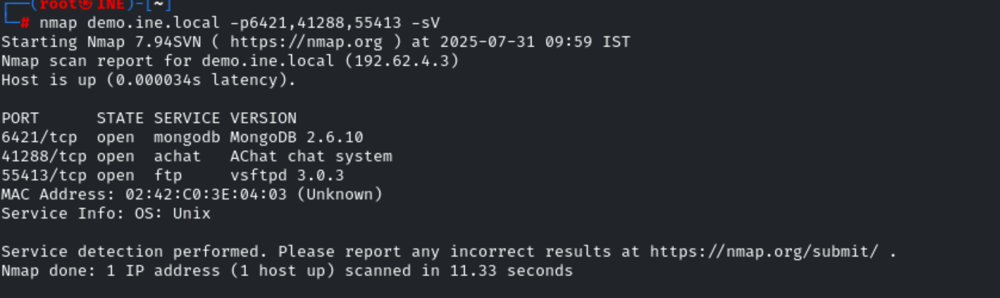 ┌──(root㉿INE)-[~]
└─# nmap demo.ine.local -p6421,41288,55413 -sV
Starting Nmap 7.94SVN ( https://nmap.org ) at 2025-07-31 09:59 IST
Nmap scan report for demo.ine.local (192.62.4.3)
Host is up (0.000034s latency).

PORT      STATE SERVICE VERSION
6421/tcp  open  mongodb MongoDB 2.6.10
41288/tcp open  achat   AChat chat system
55413/tcp open  ftp     vsftpd 3.0.3
MAC Address: 02:42:C0:3E:04:03 (Unknown)
Service Info: OS: Unix

Service detection performed. Please report any incorrect results at https://nmap.org/submit/ .
Nmap done: 1 IP address (1 host up) scanned in 11.33 seconds